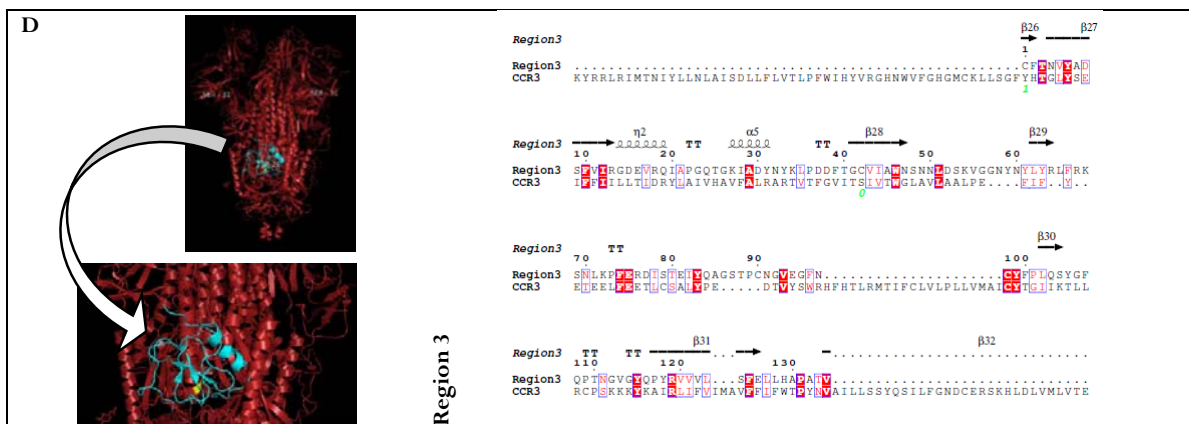 D
Region3 β26 β27
1
Region3 ....................................................CFTNVYAD
CCR3 KYRRLRIMTNIYLLNLAISDLLFLVTLPFWIHYVRGHNWVFGHGMCKLLSGFYHTGLYSE
1
Region3 η2 TT α5 TT β28 β29
10 20 30 40 50 60
Region3 SFVIRGDEVRQIAPGQTGKIADYNYKLPDDFTGCVIAWNSNNLDSKVGGNYNYLYRLFRK
CCR3 IFFIILLTIDRYLAIVHAVFALRARTVTFGVITSIVTWGLAVLAALPE....FIF..Y..
0
Region3 TT β30
70 80 90 100
Region3 SNLKPFERDISTEIYQAGSTPCNGVEGFN.....................CYFPLQSYGF
CCR3 ETEELFEETLCSALYPE.....DTVYSWRHFHTLRMTIFCLVLPLLVMAICYTGIIKTLL
Region3 TT TT β31 β32
110 120 130
Region3 QPTNGVGYQPYRVVVL...SFELLHAPATV..............................
CCR3 RCPSKKKYKAIRLIFVIMAVFFIFWTPYNVAILLSSYQSILFGNDCERSKHLDLVMLVTE
Region 3